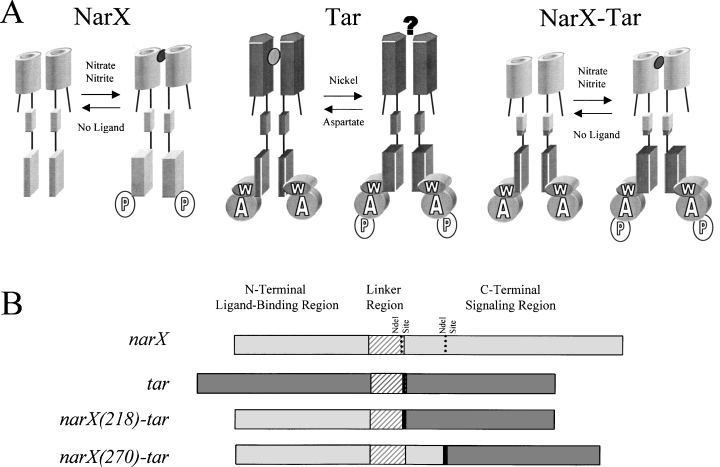 A
NarX
Tar
NarX-Tar
?
Nitrate
Nitrite
No Ligand
Nickel
Aspartate
Nitrate
Nitrite
No Ligand
P P
W W
A A
W W
A A
P P
W W
A A
W W
A A
P P
B
N-Terminal
Ligand-Binding Region
Linker
Region
C-Terminal
Signaling Region
NdeI
Site
NdeI
Site
narX
tar
narX(218)-tar
narX(270)-tar